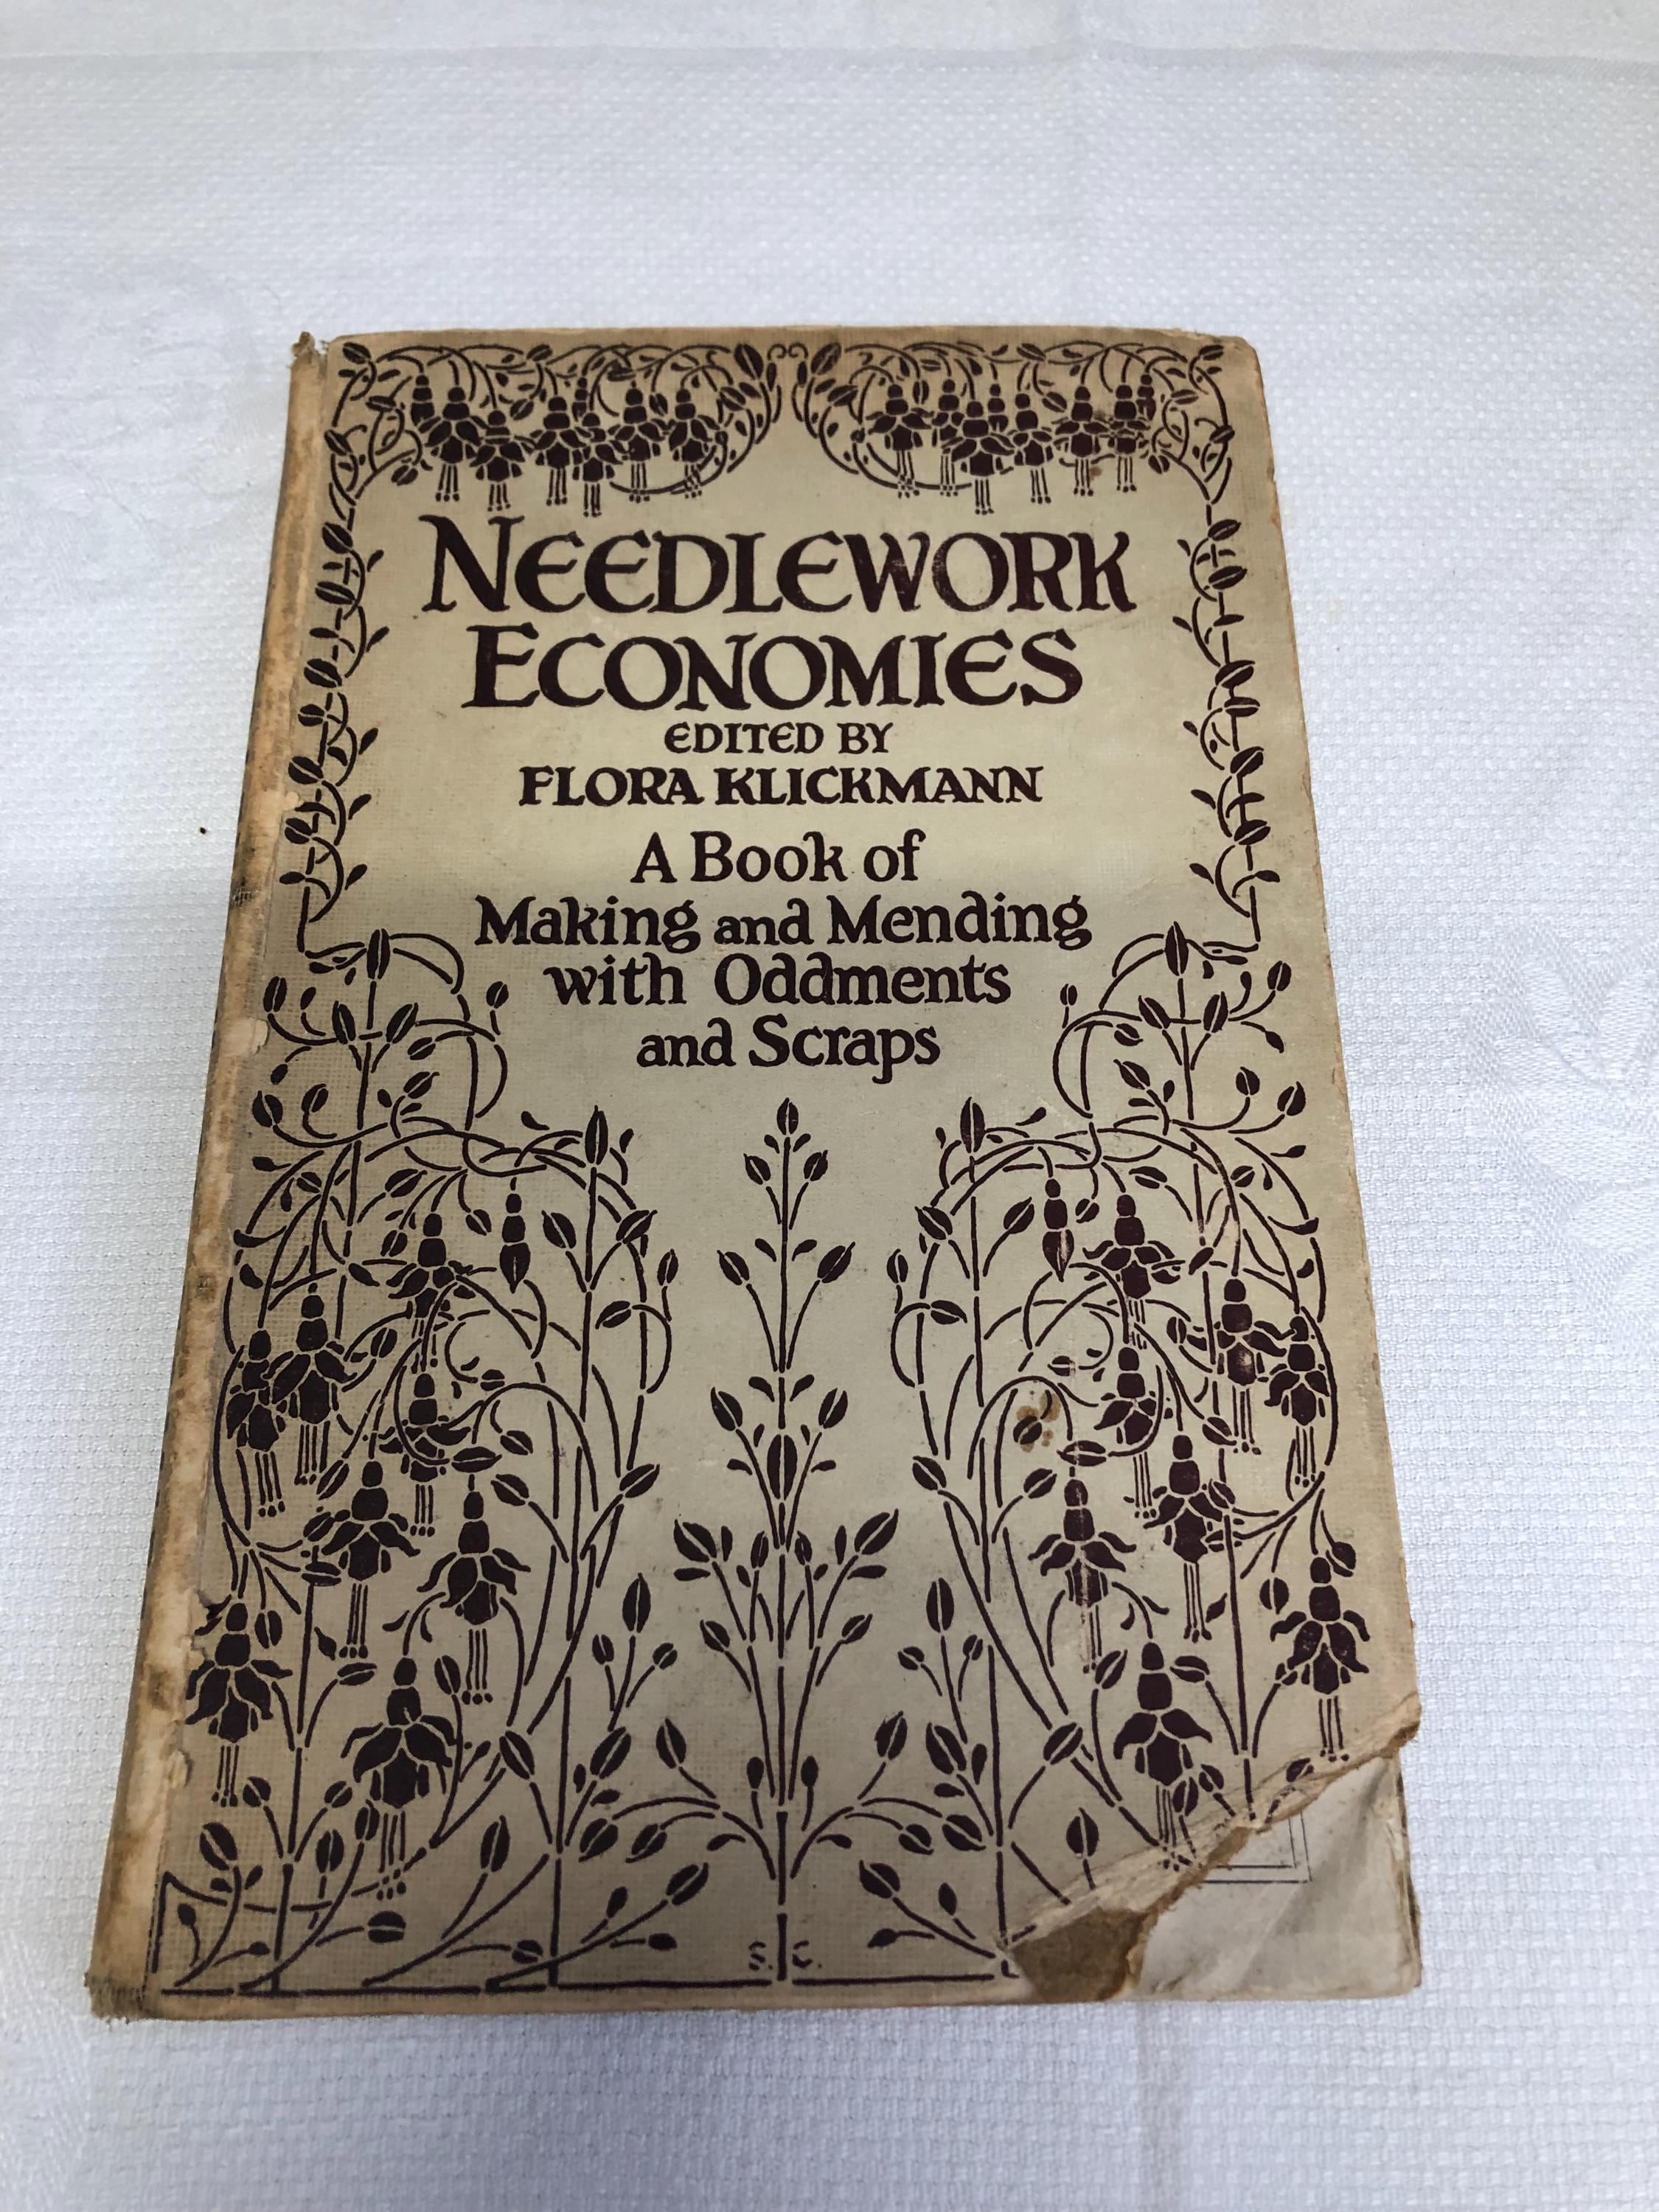 NEEDLEWORK
ECONOMIES
EDITED BY
FLORA KLICKMANN
A Book of
Making and Mending
with Oddments
and Scraps
S. C.